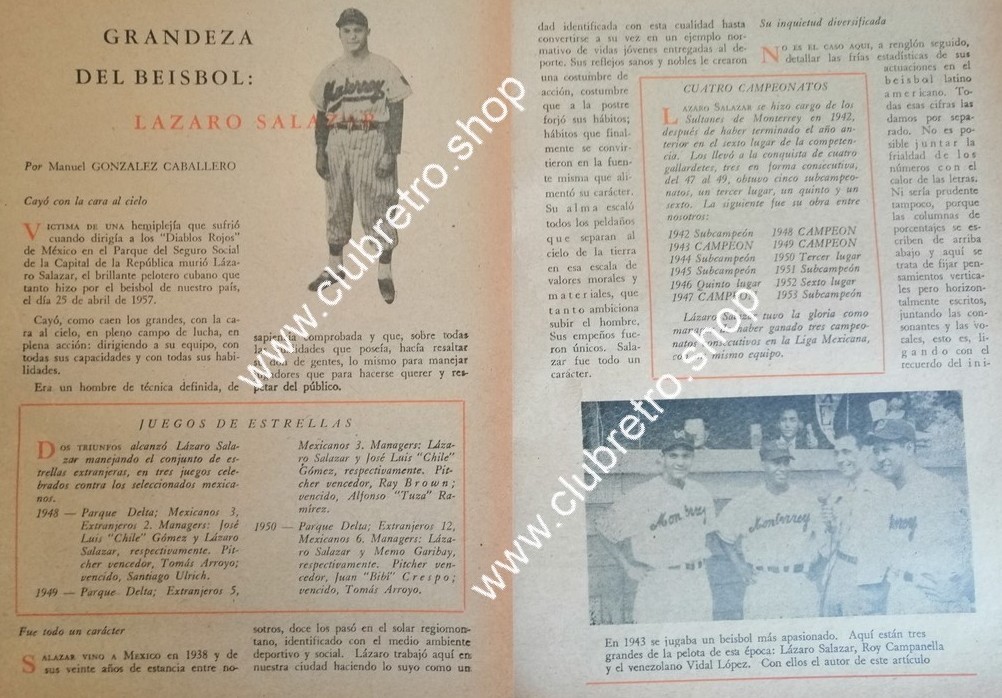 GRANDEZA
DEL BEISBOL:
LAZARO SALAZAR
Por Manuel GONZALEZ CABALLERO
Cayó con la cara al cielo
VICTIMA DE UNA hemiplejía que sufrió
cuando dirigía a los "Diablos Rojos"
de México en el Parque del Seguro Social
de la Capital de la República murió Láza-
ro Salazar, el brillante pelotero cubano que
tanto hizo por el beisbol de nuestro país,
el día 25 de abril de 1957.
Cayó, como caen los grandes, con la ca-
ra al cielo, en pleno campo de lucha, en
plena acción: dirigiendo a su equipo, con
todas sus capacidades y con todas sus habi-
lidades.
Era un hombre de técnica definida, de
Monterrey
sapiencia comprobada y que, sobre todas
las cualidades que poseía, hacía resaltar
don de gentes, lo mismo para manejar
jugadores que para hacerse querer y res-
petar del público.
JUEGOS DE ESTRELLAS
DOS TRIUNFOS alcanzó Lázaro Sala-
zar manejando el conjunto de es-
trellas extranjeras, en tres juegos cele-
brados contra los seleccionados mexica-
nos.
1948 — Parque Delta; Mexicanos 3,
Extranjeros 2. Managers: José
Luis "Chile" Gómez y Lázaro
Salazar, respectivamente. Pit-
cher vencedor, Tomás Arroyo;
vencido, Santiago Ulrich.
1949 — Parque Delta; Extranjeros 5,
Mexicanos 3. Managers: Láza-
ro Salazar y José Luis "Chile"
Gómez, respectivamente. Pit-
cher vencedor, Ray Brown;
vencido, Alfonso "Tuza" Ra-
mírez.
1950 — Parque Delta; Extranjeros 12,
Mexicanos 6. Managers: Láza-
ro Salazar y Memo Garibay,
respectivamente. Pitcher ven-
cedor, Juan "Bibí" Crespo;
vencido, Tomás Arroyo.
Fue todo un carácter
SALAZAR VINO A MEXICO en 1938 y de
sus veinte años de estancia entre no-
sotros, doce los pasó en el solar regiomon-
tano, identificado con el medio ambiente
deportivo y social. Lázaro trabajó aquí en
nuestra ciudad haciendo lo suyo como un
dad identificada con esta cualidad hasta
convertirse a su vez en un ejemplo nor-
mativo de vidas jóvenes entregadas al de-
porte. Sus reflejos sanos y nobles le crearon
una costumbre de
acción, costumbre
que a la postre
forjó sus hábitos;
hábitos que final-
mente se convir-
tieron en la fuen-
te misma que ali-
mentó su carácter.
Su alma escaló
todos los peldaños
que separan al
cielo de la tierra
en esa escala de
valores morales y
materiales, que
tanto ambiciona
subir el hombre.
Sus empeños fue-
ron únicos. Sala-
zar fue todo un
carácter.
CUATRO CAMPEONATOS
LAZARO SALAZAR se hizo cargo de los
Sultanes de Monterrey en 1942,
después de haber terminado el año an-
terior en el sexto lugar de la competen-
cia. Los llevó a la conquista de cuatro
gallardetes, tres en forma consecutiva,
del 47 al 49, obtuvo cinco subcampeo-
natos, un tercer lugar, un quinto y un
sexto. La siguiente fue su obra entre
nosotros:
1942 Subcampeón 1948 CAMPEON
1943 CAMPEON 1949 CAMPEON
1944 Subcampeón 1950 Tercer lugar
1945 Subcampeón 1951 Subcampeón
1946 Quinto lugar 1952 Sexto lugar
1947 CAMPEON 1953 Subcampeón
Lázaro Salazar tuvo la gloria como
manager de haber ganado tres campeo-
natos consecutivos en la Liga Mexicana,
con mismo equipo.
Su inquietud diversificada
NO ES EL CASO AQUI, a renglón seguido,
detallar las frías estadísticas de sus
actuaciones en el
beisbol latino
americano. To-
das esas cifras las
damos por sepa-
rado. No es po-
sible juntar la
frialdad de los
números con el
calor de las letras.
Ni sería prudente
tampoco, porque
las columnas de
porcentajes se es-
criben de arriba
abajo y aquí se
trata de fijar pen-
samientos vertica-
les pero horizon-
talmente escritos,
juntando las con-
sonantes y las vo-
cales, esto es, li-
gando con el
recuerdo del ini-
Monterrey
Monterrey
En 1943 se jugaba un beisbol más apasionado. Aquí están tres
grandes de la pelota de esa época: Lázaro Salazar, Roy Campanella
y el venezolano Vidal López. Con ellos el autor de este artículo
www.clubretro.shop
www.clubretro.shop